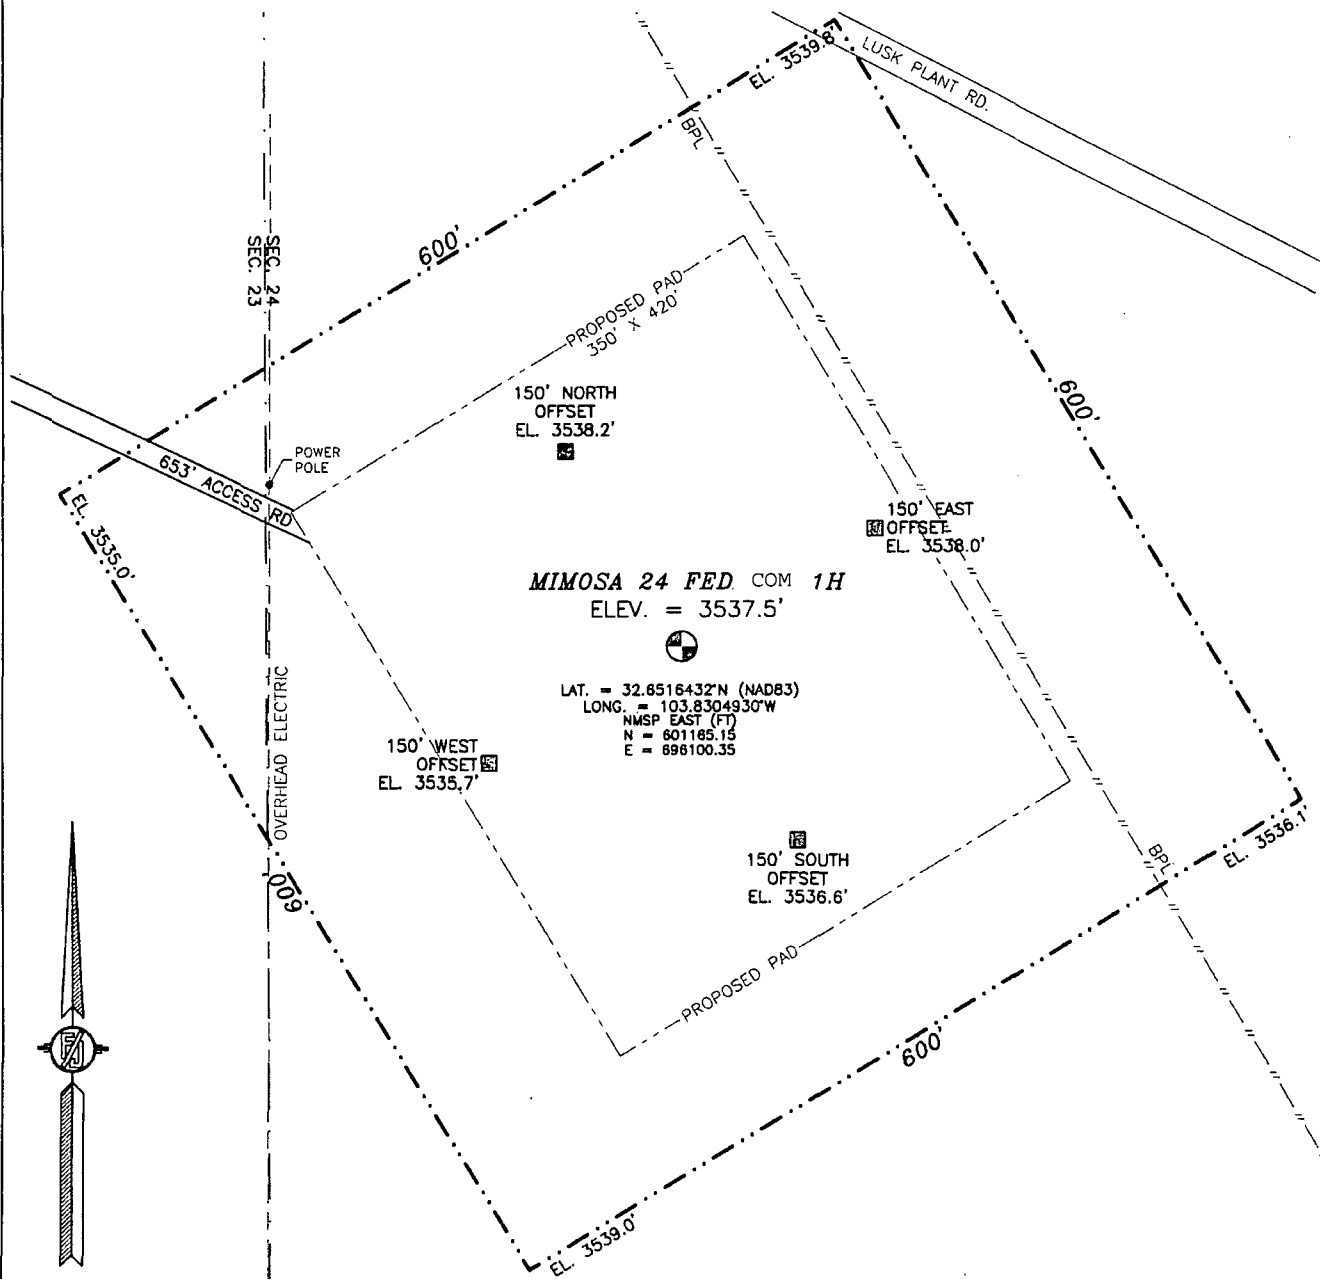 LUSK PLANT RD.
EL. 3539.8'
BPL
600'
SEC. 24
SEC. 23
PROPOSED PAD
350' X 420'
150' NORTH
OFFSET
EL. 3538.2'
600'
POWER
POLE
653' ACCESS RD
EL. 3535.0'
150' EAST
OFFSET
EL. 3538.0'
MIMOSA 24 FED. COM 1H
ELEV. = 3537.5'
LAT. = 32.6516432°N (NAD83)
LONG. = 103.8304930°W
NMSP EAST (FT)
N = 601165.15
E = 696100.35
OVERHEAD ELECTRIC
150' WEST
OFFSET
EL. 3535.7'
150' SOUTH
OFFSET
EL. 3536.6'
EL. 3536.1'
BPL
600'
PROPOSED PAD
600'
EL. 3539.0'